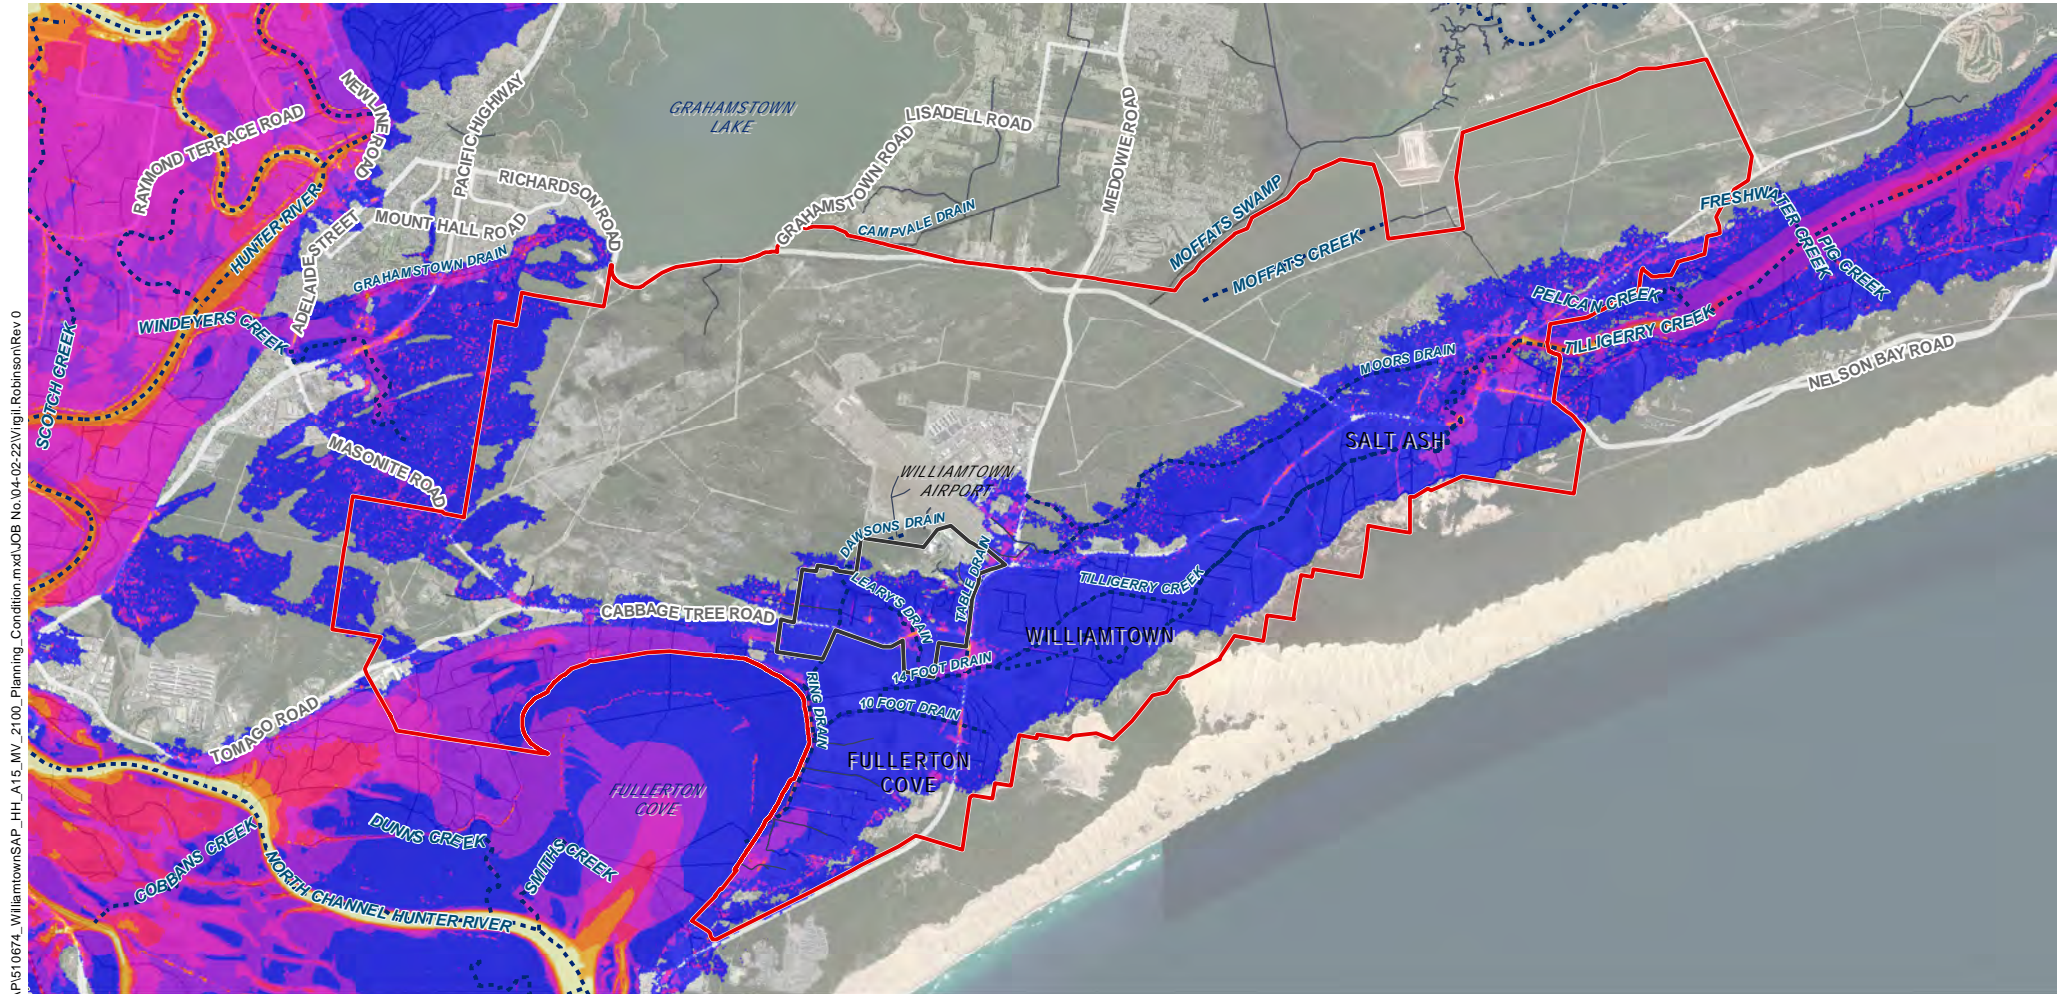 GRAHAMSTOWN
LAKE
NEWLINE ROAD
PACIFIC HIGHWAY
LISADELL ROAD
RAYMOND TERRACE ROAD
MEDOWIE ROAD
GRAHAMSTOWN ROAD
RICHARDSON ROAD
MOUNT HALL ROAD
ADELAIDE STREET
HUNTER RIVER
GRAHAMSTOWN DRAIN
CAMPVALE DRAIN
MOFFATS SWAMP
MOFFATS CREEK
FRESHWATER CREEK
PIG CREEK
PELICAN CREEK
TILLIGERRY CREEK
NELSON BAY ROAD
MOORS DRAIN
WINDEYERS CREEK
SCOTCH CREEK
MASONITE ROAD
SALT ASH
WILLIAMTOWN
AIRPORT
DAWSONS DRAIN
LEARY'S DRAIN
TABLE DRAIN
TILLIGERRY CREEK
CABBAGE TREE ROAD
WILLIAMTOWN
14 FOOT DRAIN
10 FOOT DRAIN
RING DRAIN
TOMAGO ROAD
FULLERTON
COVE
FULLERTON
COVE
DUNNS CREEK
SMITHS CREEK
COBBANS CREEK
NORTH CHANNEL HUNTER RIVER
AP\510674_WilliamtownSAP_HH_A15_MV_2100_Planning_Condition.mxd\JOB No.\04-02-22\Vigil.Robinson\Rev 0